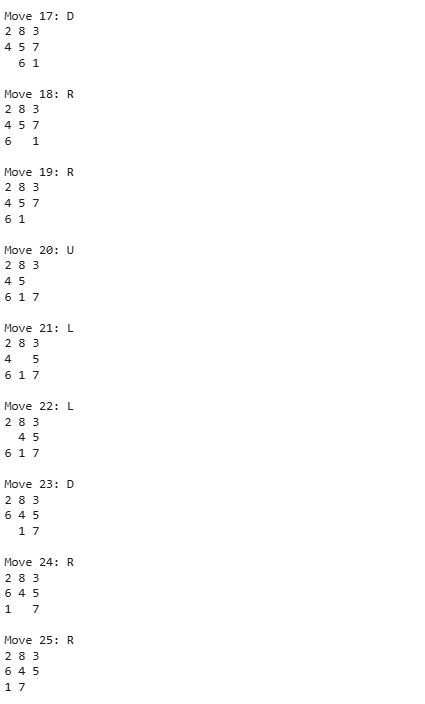 Move 17: D
2 8 3
4 5 7
  6 1

Move 18: R
2 8 3
4 5 7
6   1

Move 19: R
2 8 3
4 5 7
6 1

Move 20: U
2 8 3
4 5
6 1 7

Move 21: L
2 8 3
4   5
6 1 7

Move 22: L
2 8 3
  4 5
6 1 7

Move 23: D
2 8 3
6 4 5
  1 7

Move 24: R
2 8 3
6 4 5
1   7

Move 25: R
2 8 3
6 4 5
1 7